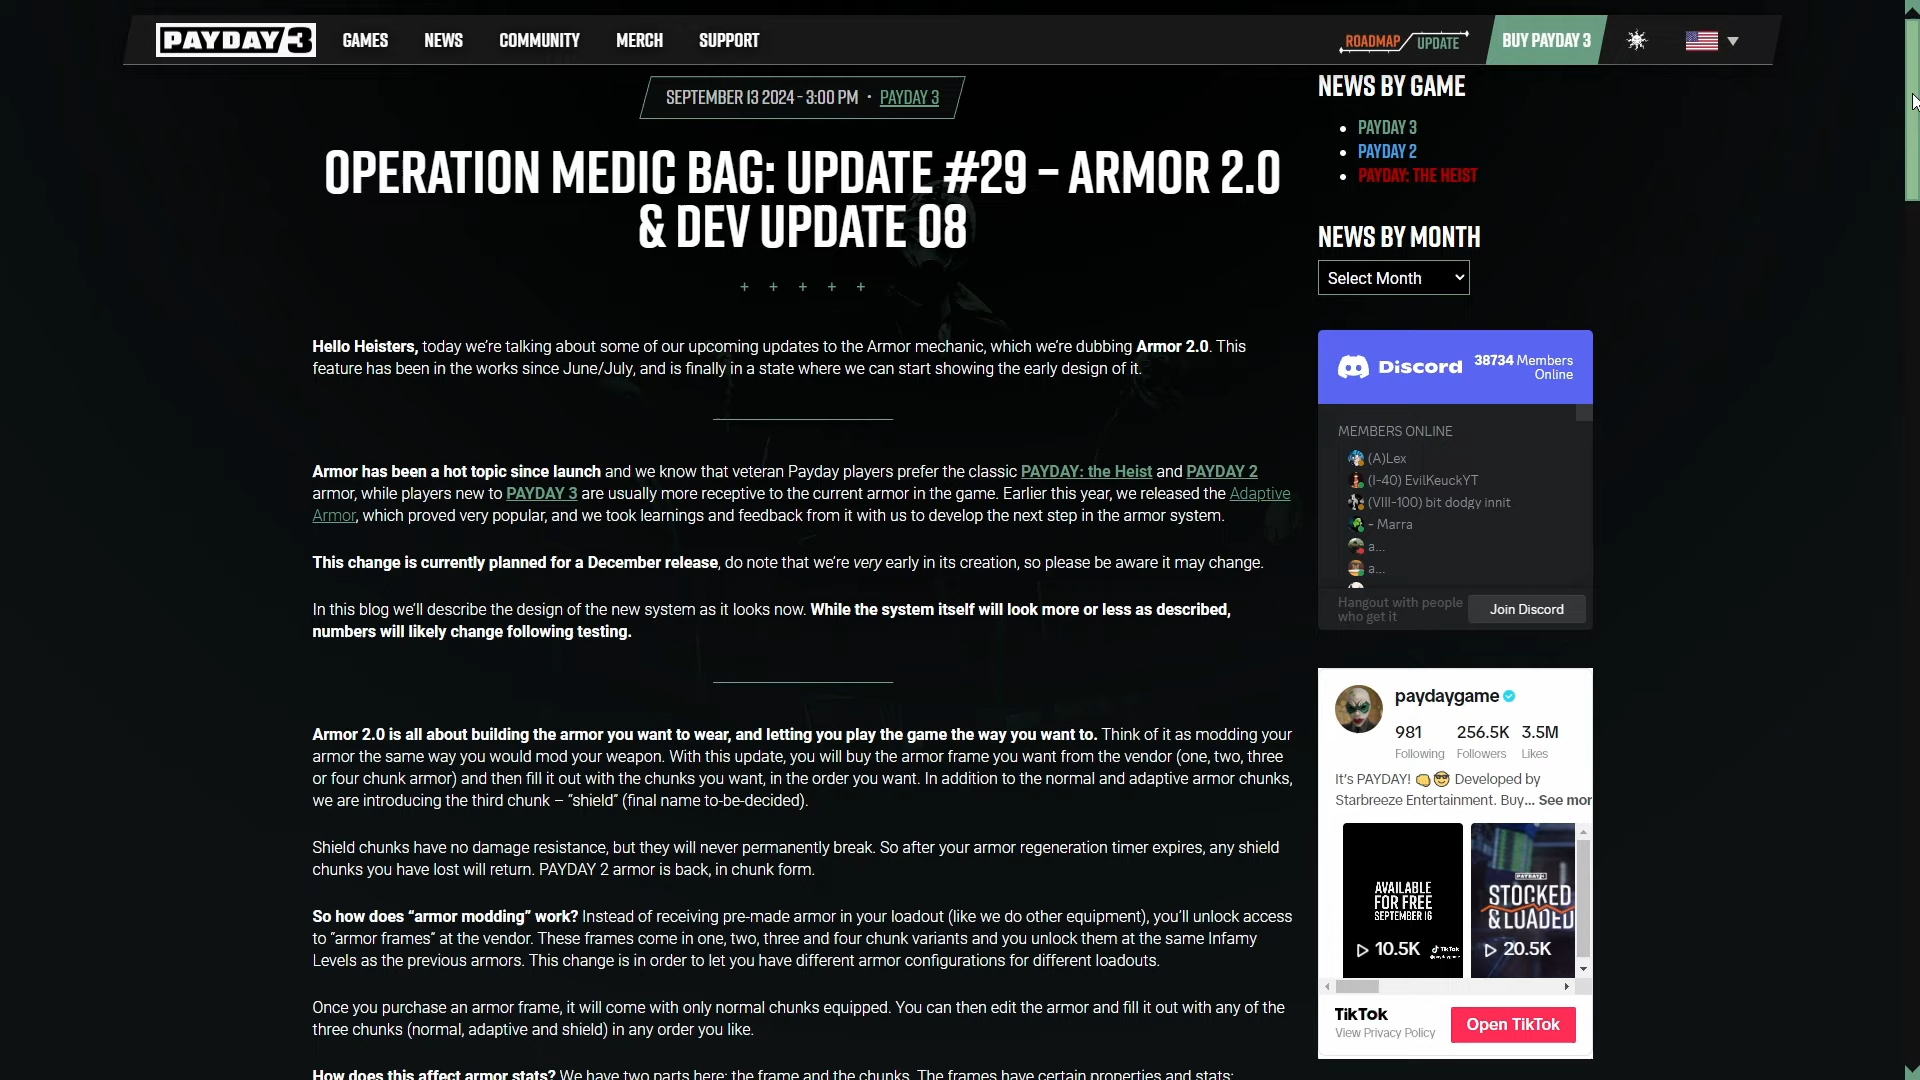 PAYDAY 3
GAMES
NEWS
COMMUNITY
MERCH
SUPPORT
ROADMAP UPDATE
BUY PAYDAY 3
SEPTEMBER 13 2024 - 3:00 PM · PAYDAY 3
OPERATION MEDIC BAG: UPDATE #29 – ARMOR 2.0
& DEV UPDATE 08
+ + + + +
Hello Heisters, today we're talking about some of our upcoming updates to the Armor mechanic, which we're dubbing Armor 2.0. This
feature has been in the works since June/July, and is finally in a state where we can start showing the early design of it.
Armor has been a hot topic since launch and we know that veteran Payday players prefer the classic PAYDAY: the Heist and PAYDAY 2
armor, while players new to PAYDAY 3 are usually more receptive to the current armor in the game. Earlier this year, we released the Adaptive
Armor, which proved very popular, and we took learnings and feedback from it with us to develop the next step in the armor system.
This change is currently planned for a December release, do note that we're very early in its creation, so please be aware it may change.
In this blog we'll describe the design of the new system as it looks now. While the system itself will look more or less as described,
numbers will likely change following testing.
Armor 2.0 is all about building the armor you want to wear, and letting you play the game the way you want to. Think of it as modding your
armor the same way you would mod your weapon. With this update, you will buy the armor frame you want from the vendor (one, two, three
or four chunk armor) and then fill it out with the chunks you want, in the order you want. In addition to the normal and adaptive armor chunks,
we are introducing the third chunk – "shield" (final name to-be-decided).
Shield chunks have no damage resistance, but they will never permanently break. So after your armor regeneration timer expires, any shield
chunks you have lost will return. PAYDAY 2 armor is back, in chunk form.
So how does "armor modding" work? Instead of receiving pre-made armor in your loadout (like we do other equipment), you'll unlock access
to "armor frames" at the vendor. These frames come in one, two, three and four chunk variants and you unlock them at the same Infamy
Levels as the previous armors. This change is in order to let you have different armor configurations for different loadouts.
Once you purchase an armor frame, it will come with only normal chunks equipped. You can then edit the armor and fill it out with any of the
three chunks (normal, adaptive and shield) in any order you like.
How does this affect armor stats? We have two parts here: the frame and the chunks. The frames have certain properties and stats:
NEWS BY GAME
PAYDAY 3
PAYDAY 2
PAYDAY: THE HEIST
NEWS BY MONTH
Select Month
Discord
38734 Members
Online
MEMBERS ONLINE
(A)Lex
(I-40) EvilKeuckYT
(VIII-100) bit dodgy innit
- Marra
a...
a...
Hangout with people
who get it
Join Discord
paydaygame
981 256.5K 3.5M
Following Followers Likes
It's PAYDAY! 👊😎 Developed by
Starbreeze Entertainment. Buy... See mor
AVAILABLE
FOR FREE
SEPTEMBER 16
10.5K
TikTok
PAYDAY 3
STOCKED
& LOADED
20.5K
TikTok
View Privacy Policy
Open TikTok